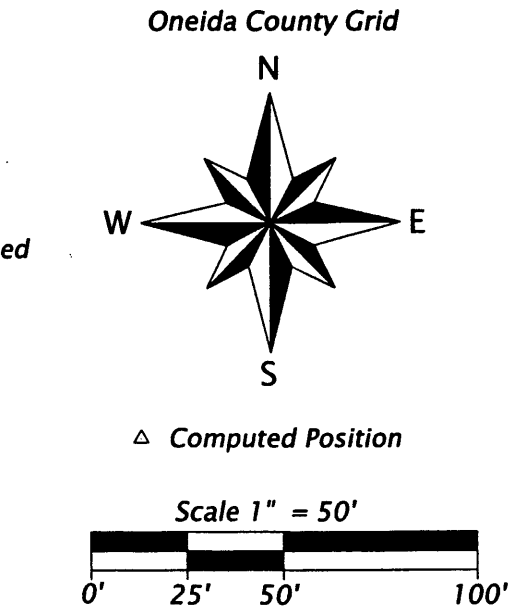 Oneida County Grid
N
W E
ed
S
△ Computed Position
Scale 1" = 50'
0' 25' 50' 100'